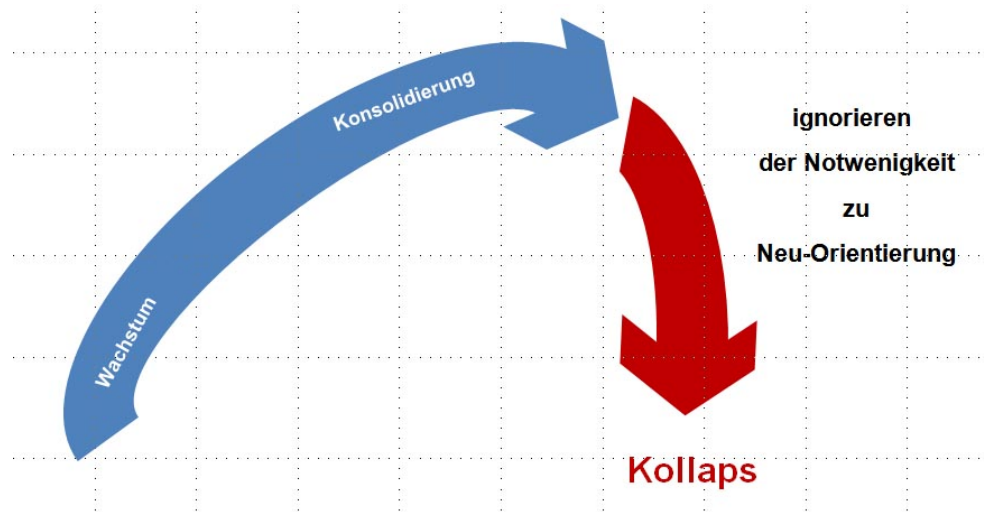 Konsolidierung
Wachstum
ignorieren
der Notwenigkeit
zu
Neu-Orientierung
Kollaps